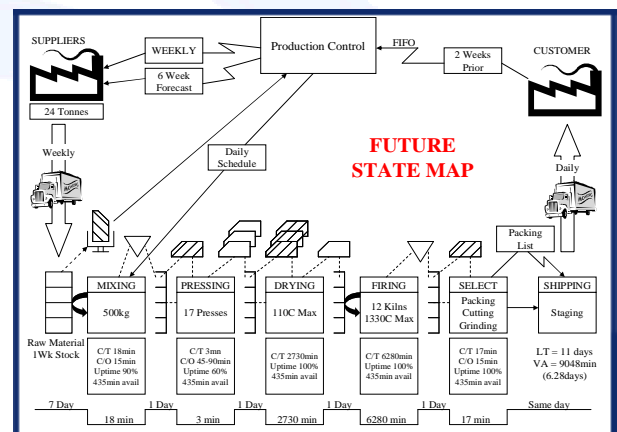 SUPPLIERS
WEEKLY
6 Week
Forecast
24 Tonnes
Production Control
FIFO
2 Weeks
Prior
CUSTOMER
Weekly
Daily
Schedule
FUTURE
STATE MAP
Daily
Packing
List
Raw Material
1Wk Stock
MIXING
500kg
C/T 18min
C/O 15min
Uptime 90%
435min avail
PRESSING
17 Presses
C/T 3mn
C/O 45-90min
Uptime 60%
435min avail
DRYING
110C Max
C/T 2730min
Uptime 100%
435min avail
FIRING
12 Kilns
1330C Max
C/T 6280min
Uptime 100%
435min avail
SELECT
Packing
Cutting
Grinding
C/T 17min
C/O 15min
Uptime 100%
435min avail
SHIPPING
Staging
LT = 11 days
VA = 9048min
(6.28days)
7 Day
18 min
1 Day
3 min
1 Day
2730 min
1 Day
6280 min
1 Day
17 min
Same day